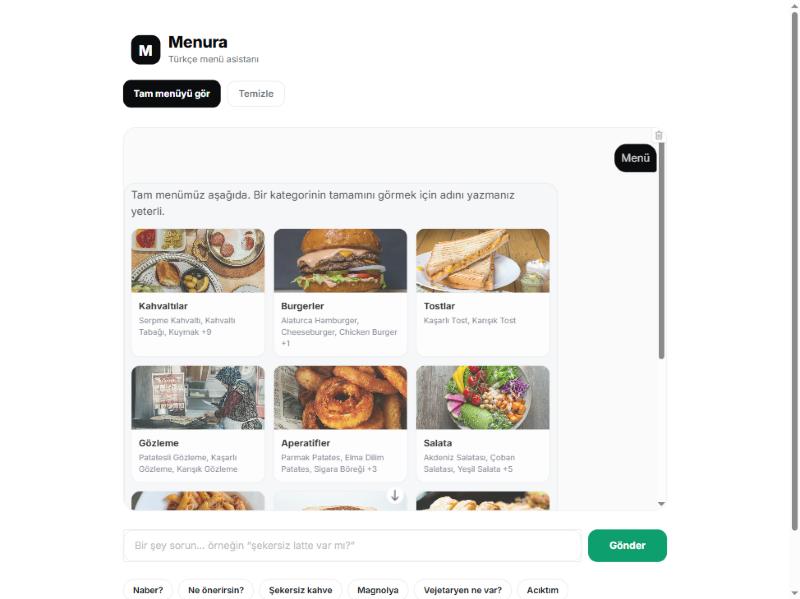 M
Menura
Türkçe menü asistanı
Tam menüyü gör
Temizle
Menü
Tam menümüz aşağıda. Bir kategorinin tamamını görmek için adını yazmanız
yeterli.
Kahvaltılar
Serpme Kahvaltı, Kahvaltı
Tabağı, Kuymak +9
Burgerler
Alaturca Hamburger,
Cheeseburger, Chicken Burger
+1
Tostlar
Kaşarlı Tost, Karışık Tost
Gözleme
Patatesli Gözleme, Kaşarlı
Gözleme, Karışık Gözleme
Aperatifler
Parmak Patates, Elma Dilim
Patates, Sigara Böreği +3
Salata
Akdeniz Salatası, Çoban
Salatası, Yeşil Salata +5
Bir şey sorun... örneğin “şekersiz latte var mı?”
Gönder
Naber?
Ne önerirsin?
Şekersiz kahve
Magnolya
Vejetaryen ne var?
Acıktım